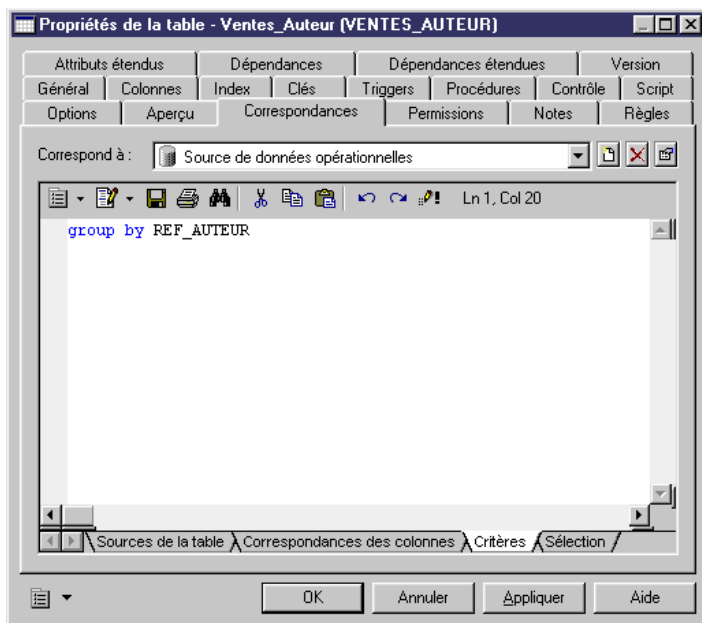 Propriétés de la table - Ventes_Auteur (VENTES_AUTEUR)
Attributs étendus Dépendances Dépendances étendues Version
Général Colonnes Index Clés Triggers Procédures Contrôle Script
Options Aperçu Correspondances Permissions Notes Règles
Correspond à : Source de données opérationnelles
Ln 1, Col 20
group by REF_AUTEUR
Sources de la table Correspondances des colonnes Critères Sélection
OK Annuler Appliquer Aide